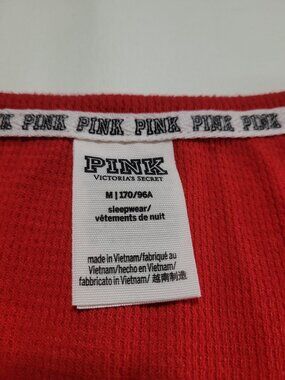 PINK PINK PINK PINK PINK
PINK
VICTORIA'S SECRET
M | 170/96A
sleepwear/
vêtements de nuit
made in Vietnam/fabriqué au
Vietnam/hecho en Vietnam/
fabbricato in Vietnam/ 越南制造